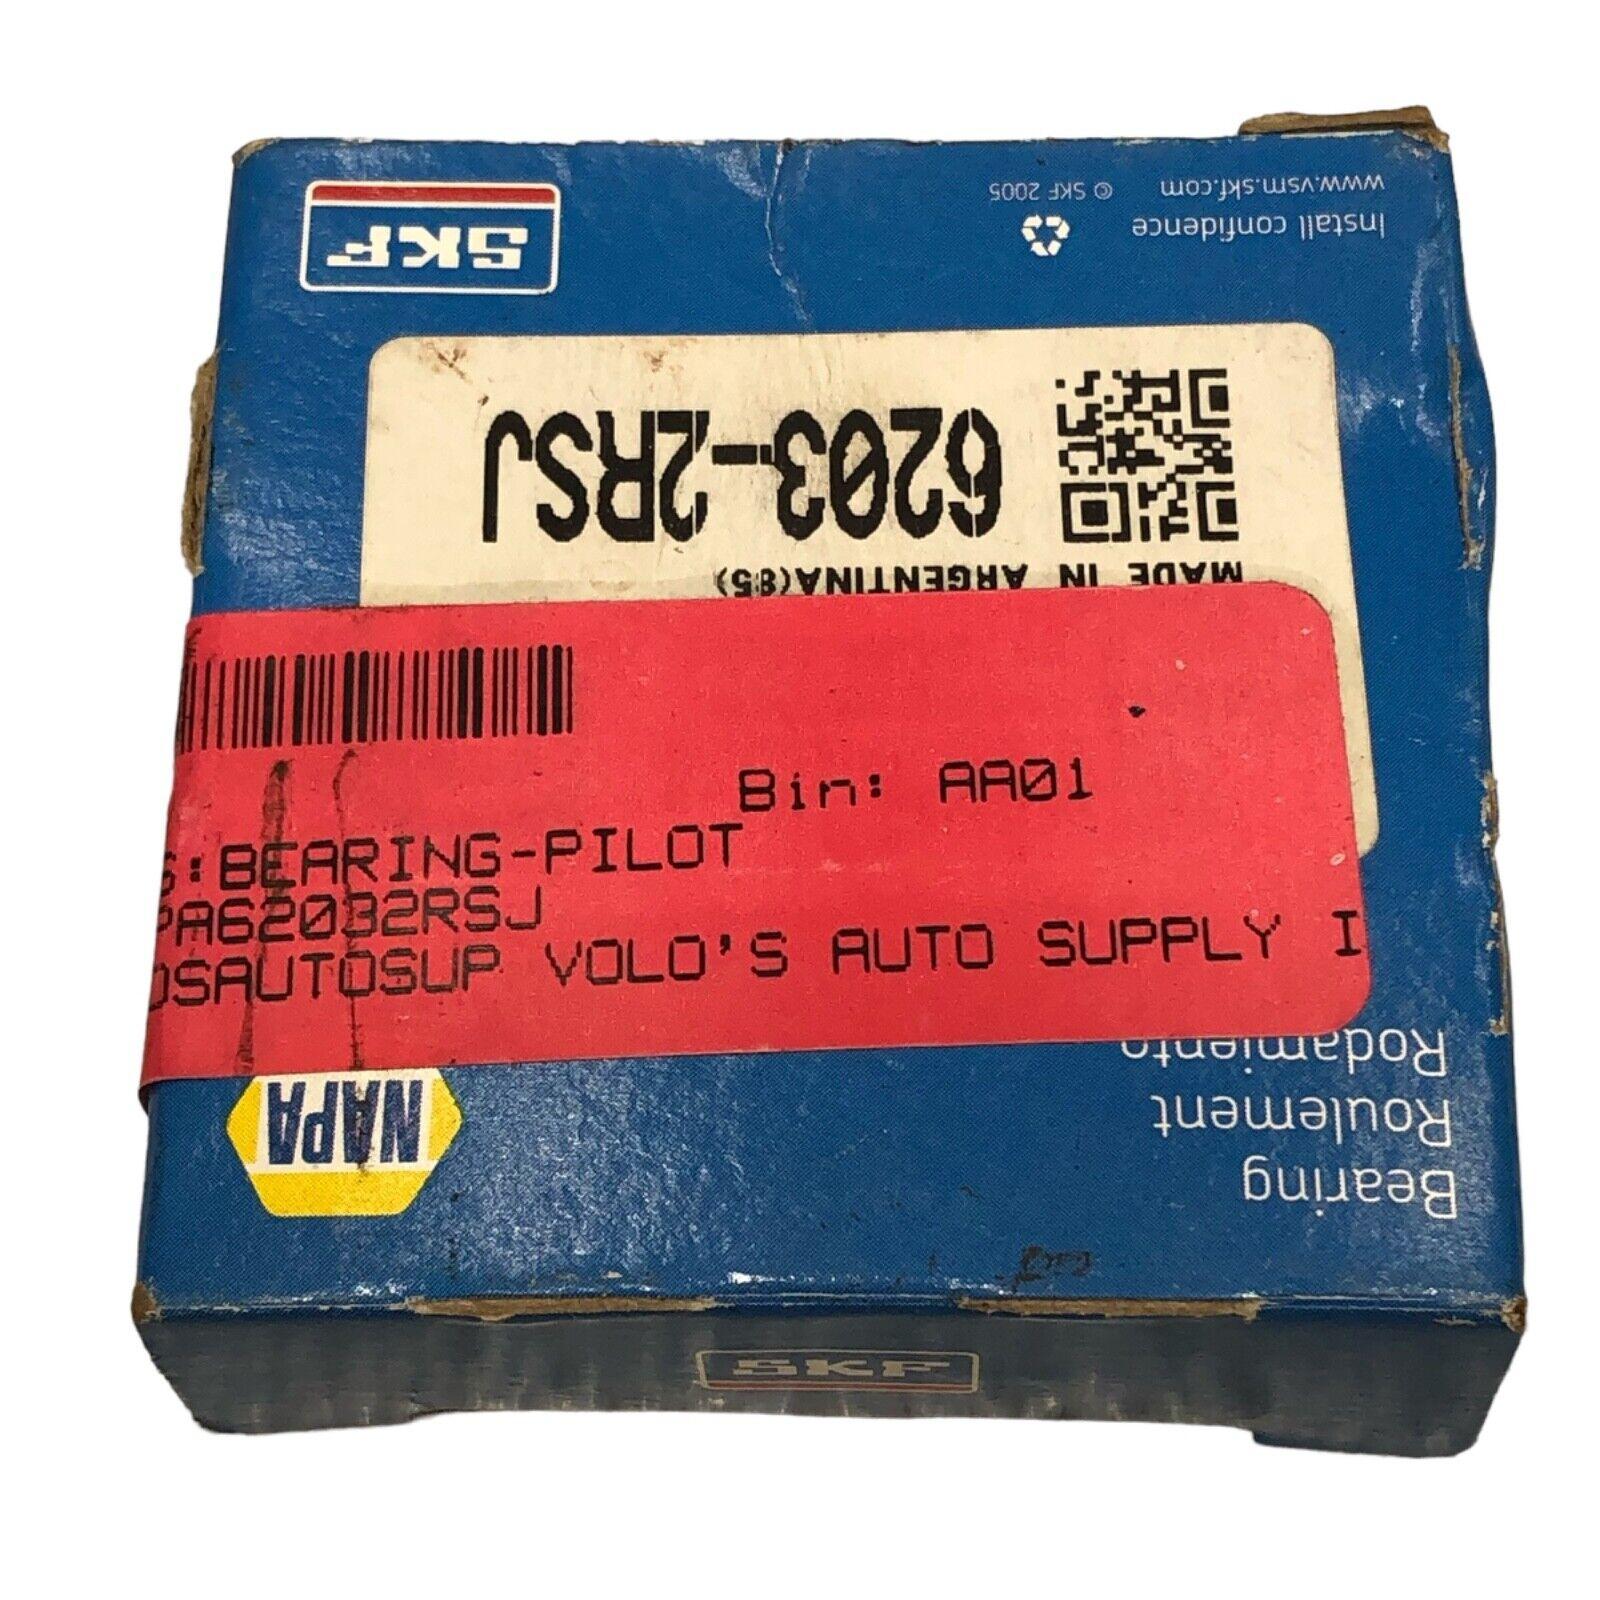 SKF
Install confidence
www.vsm.skf.com
© SKF 2005
6203-2RSJ
MADE IN ARGENTINA(85)
Bin: AA01
:BEARING-PILOT
PA62032RSJ
OSAUTOSUP VOLO'S AUTO SUPPLY I
NAPA
Bearing
Roulement
Rodamiento
SKF